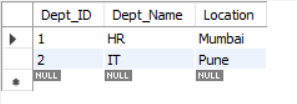 Dept_ID Dept_Name Location
1 HR Mumbai
2 IT Pune
NULL NULL NULL